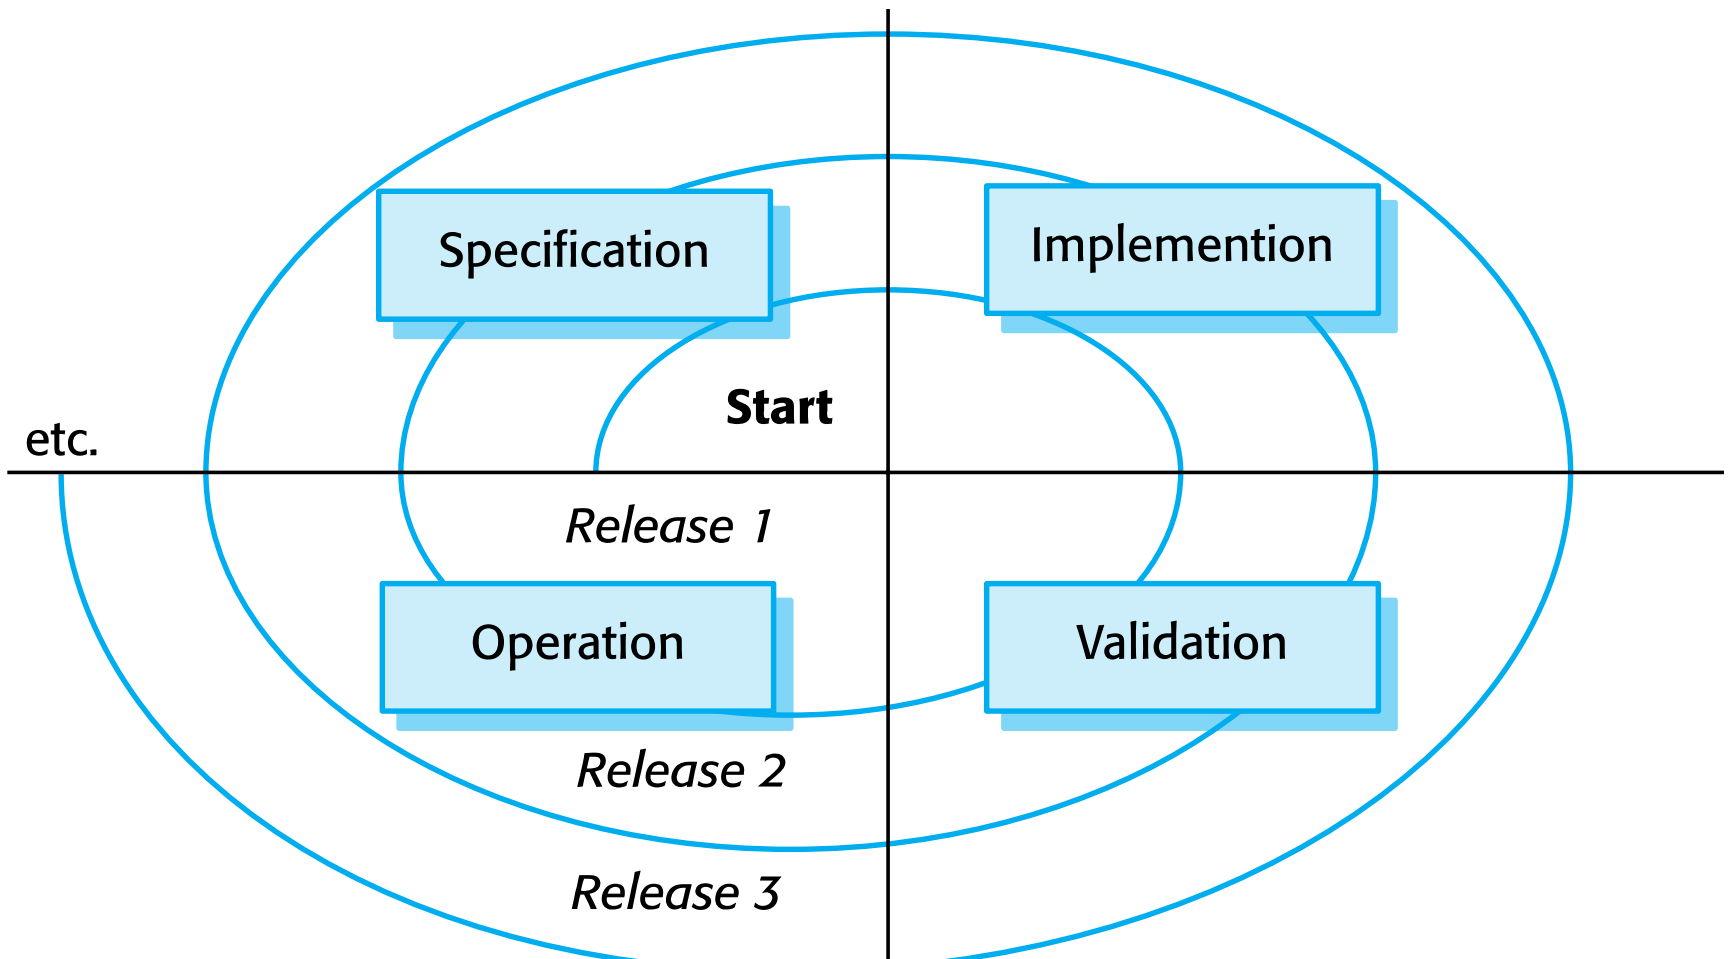 Specification
Implemention
Start
etc.
Release 1
Operation
Validation
Release 2
Release 3